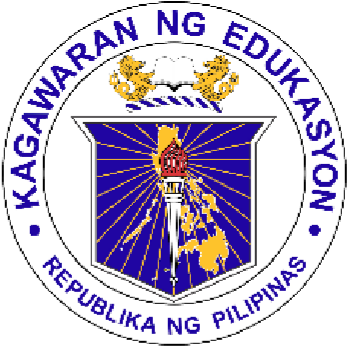 KAGAWARAN NG EDUKASYON
REPUBLIKA NG PILIPINAS